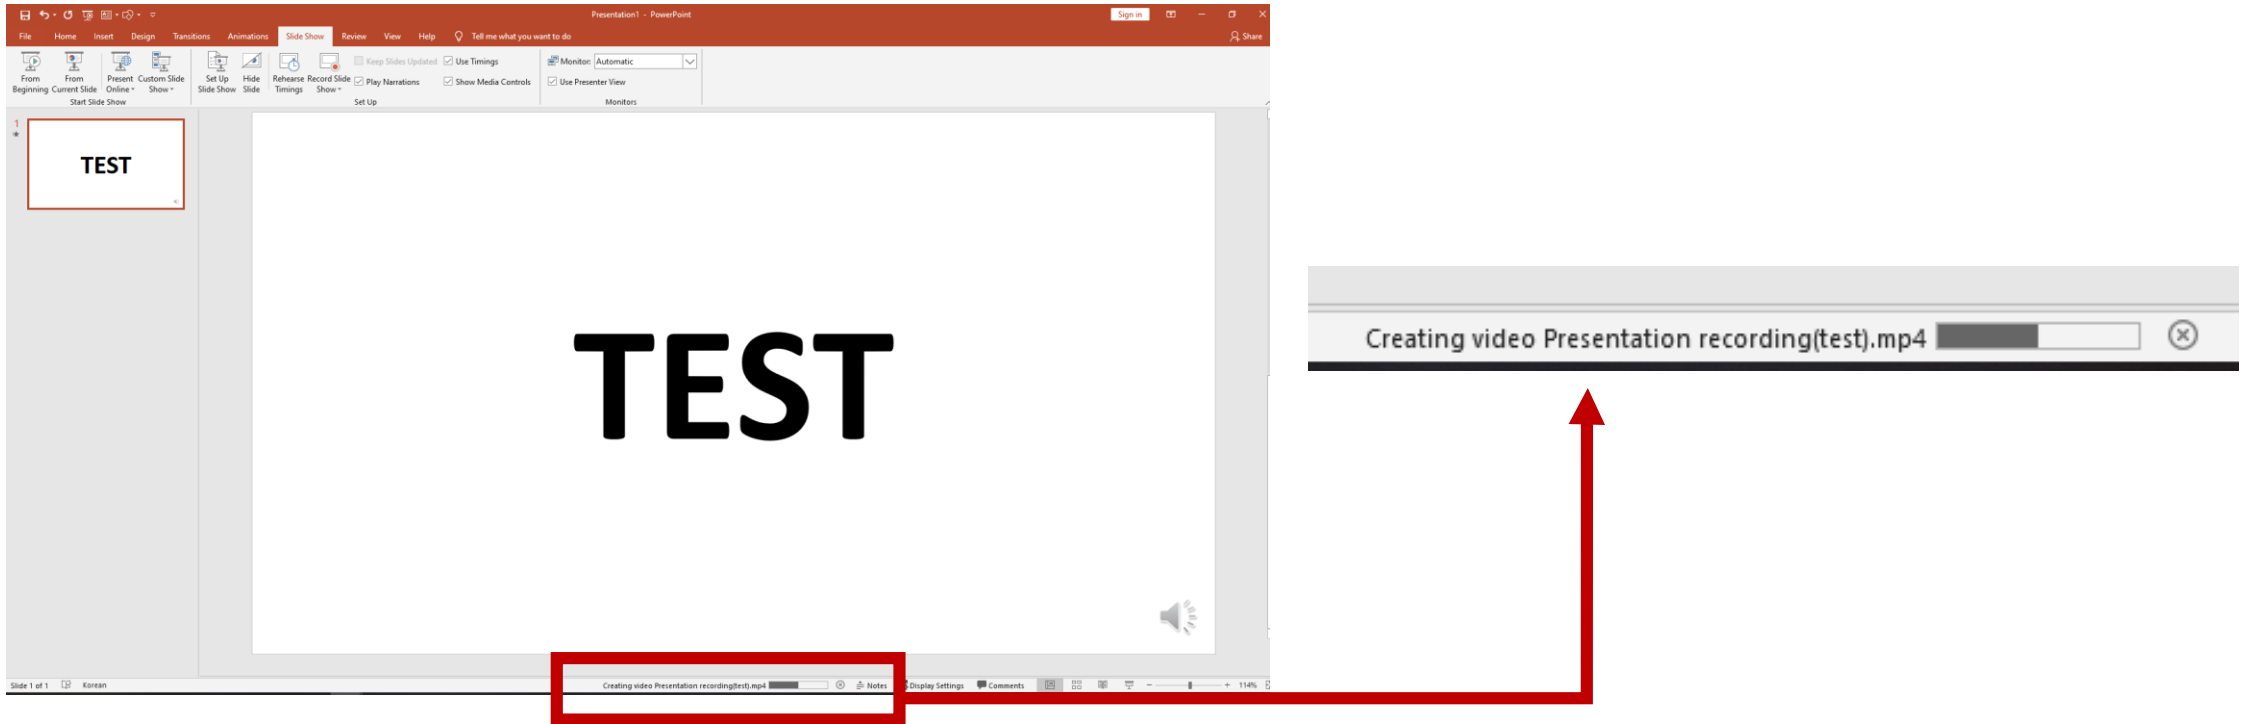 Presentation1 - PowerPoint
Sign in
File Home Insert Design Transitions Animations Slide Show Review View Help Tell me what you want to do
Share
From Beginning
From Current Slide
Present Online
Custom Slide Show
Start Slide Show
Set Up Slide Show
Hide Slide
Rehearse Timings
Record Slide Show
Keep Slides Updated
Play Narrations
Use Timings
Show Media Controls
Set Up
Monitor: Automatic
Use Presenter View
Monitors
1
TEST
TEST
Slide 1 of 1 Korean
Creating video Presentation recording(test).mp4
Notes Display Settings Comments
114%
Creating video Presentation recording(test).mp4